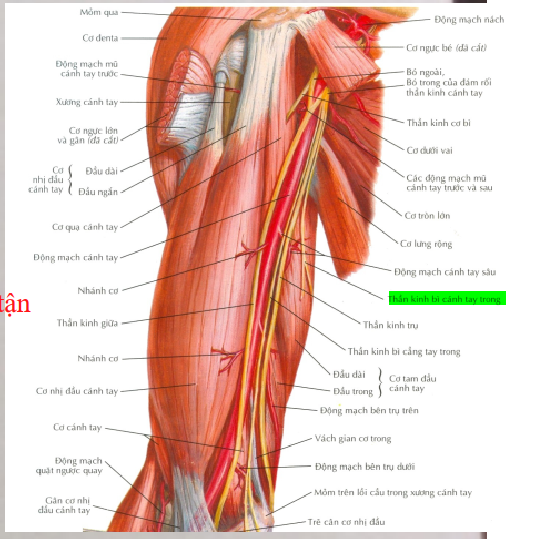 Mỏm quạ
Cơ đenta
Động mạch mũ
cánh tay trước
Xương cánh tay
Cơ ngực lớn
và gân (đã cắt)
Cơ
nhị đầu
cánh tay
Đầu dài
Đầu ngắn
Cơ quạ cánh tay
Động mạch cánh tay
Nhánh cơ
tận
Thần kinh giữa
Nhánh cơ
Cơ nhị đầu cánh tay
Cơ cánh tay
Động mạch
quặt ngược quay
Gân cơ nhị
đầu cánh tay
Động mạch nách
Cơ ngực bé (đã cắt)
Bó ngoài,
Bó trong của đám rối
thần kinh cánh tay
Thần kinh cơ bì
Cơ dưới vai
Các động mạch mũ
cánh tay trước và sau
Cơ tròn lớn
Cơ lưng rộng
Động mạch cánh tay sâu
Thần kinh bì cánh tay trong
Thần kinh trụ
Thần kinh bì cẳng tay trong
Đầu dài
Đầu trong
Cơ tam đầu
cánh tay
Động mạch bên trụ trên
Vách gian cơ trong
Động mạch bên trụ dưới
Mỏm trên lồi cầu trong xương cánh tay
Trẽ cân cơ nhị đầu